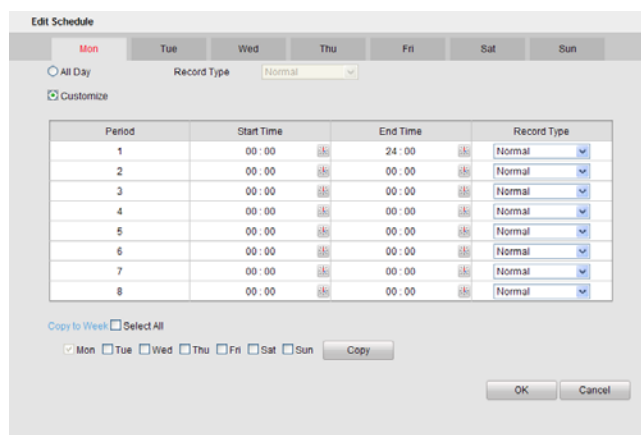 Edit Schedule
Mon Tue Wed Thu Fri Sat Sun
All Day Record Type Normal
Customize
Period Start Time End Time Record Type
1 00 : 00 24 : 00 Normal
2 00 : 00 00 : 00 Normal
3 00 : 00 00 : 00 Normal
4 00 : 00 00 : 00 Normal
5 00 : 00 00 : 00 Normal
6 00 : 00 00 : 00 Normal
7 00 : 00 00 : 00 Normal
8 00 : 00 00 : 00 Normal
Copy to Week Select All
Mon Tue Wed Thu Fri Sat Sun Copy
OK Cancel